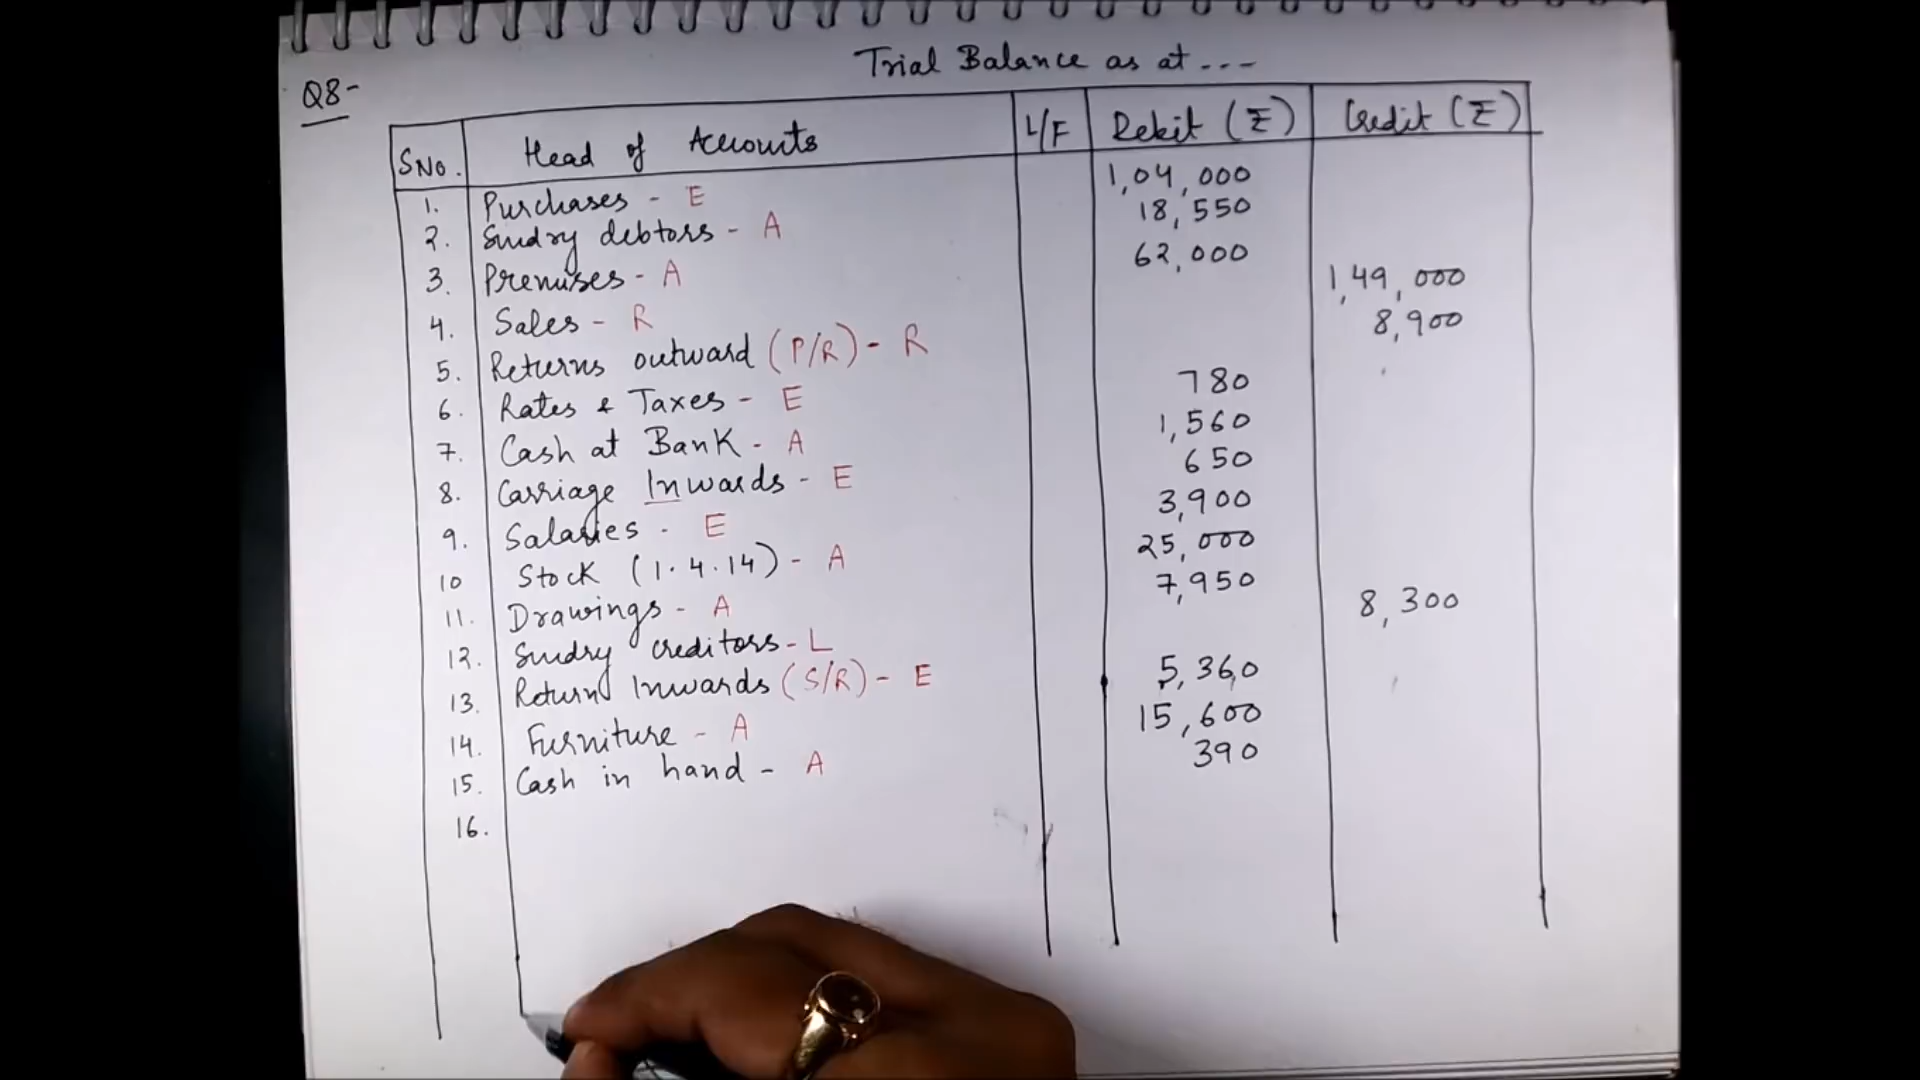 Trial Balance as at ---
Q8-
SNo. Head of Accounts L/F Debit (₹) Credit (₹)
1. Purchases - E 1,04,000
2. Sundry debtors - A 18,550
3. Premises - A 62,000
4. Sales - R 1,49,000
5. Returns outward (P/R) - R 8,900
6. Rates & Taxes - E 780
7. Cash at Bank - A 1,560
8. Carriage Inwards - E 650
9. Salaries - E 3,900
10 Stock (1.4.14) - A 25,000
11. Drawings - A 7,950
12. Sundry creditors - L 8,300
13. Return Inwards (S/R) - E 5,360
14. Furniture - A 15,600
15. Cash in hand - A 390
16.